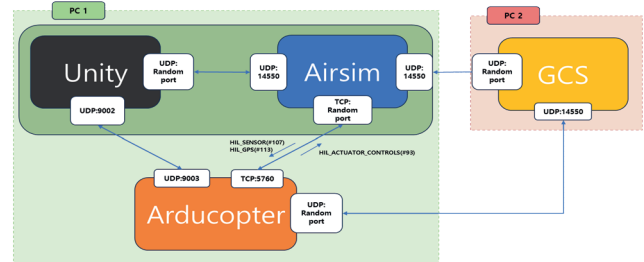 PC 1
PC 2
Unity
UDP:
Random
port
UDP:
14550
Airsim
UDP:
14550
UDP:
Random
port
GCS
UDP:9002
TCP:
Random
port
UDP:14550
HIL_SENSOR(#107)
HIL_GPS(#113)
HIL_ACTUATOR_CONTROLS(#93)
UDP:9003
TCP:5760
Arducopter
UDP:
Random
port